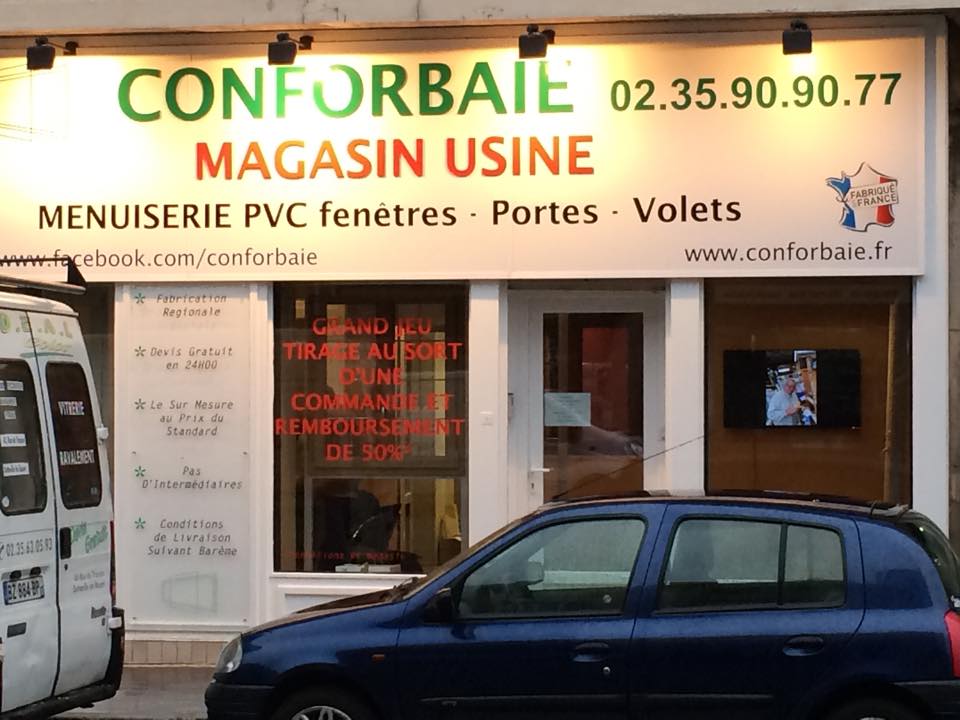 CONFORBAIE
02.35.90.90.77
MAGASIN USINE
MENUISERIE PVC fenêtres - Portes - Volets
FABRIQUÉ
FRANCE
www.facebook.com/conforbaie
www.conforbaie.fr
* Fabrication
Regionale
* Devis Gratuit
en 24H00
* Le Sur Mesure
au Prix du
Standard
* Pas
D'Intermédiaires
* Conditions
de Livraison
Suivant Barème
GRAND JEU
TIRAGE AU SORT
D'UNE
COMMANDE ET
REMBOURSEMENT
DE 50%*
VITRERIE
RAVALEMENT
02.35.63.05.93
BZ 884 BP